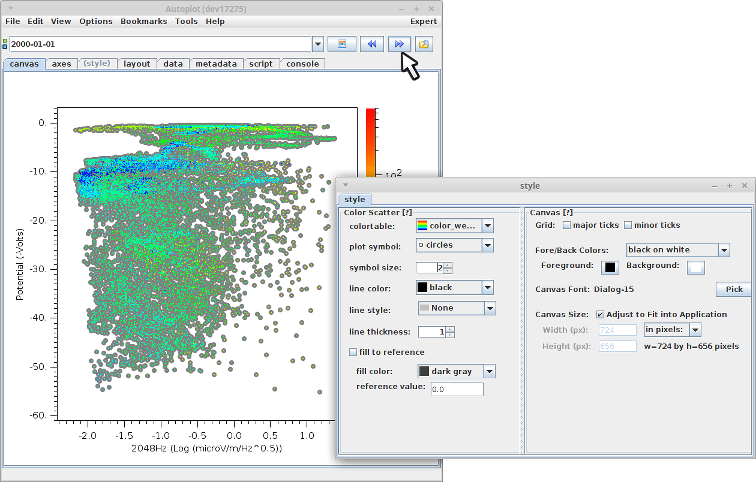 Autoplot (dev17275)
File Edit View Options Bookmarks Tools Help Expert
2000-01-01
canvas axes (style) layout data metadata script console
0.
-10.
-20.
-30.
-40.
-50.
-60.
Potential (-Volts)
-2.0 -1.5 -1.0 -0.5 0.0 0.5 1.0
2048Hz (Log (microV/m/Hz^0.5))
10^2
style
style
Color Scatter [?]
colortable: color_we...
plot symbol: circles
symbol size: 2
line color: black
line style: None
line thickness: 1
fill to reference
fill color: dark gray
reference value: 0.0
Canvas [?]
Grid: major ticks minor ticks
Fore/Back Colors: black on white
Foreground: Background:
Canvas Font: Dialog-15 Pick
Canvas Size: Adjust to Fit into Application
Width (px): 724 in pixels:
Height (px): 656 w=724 by h=656 pixels